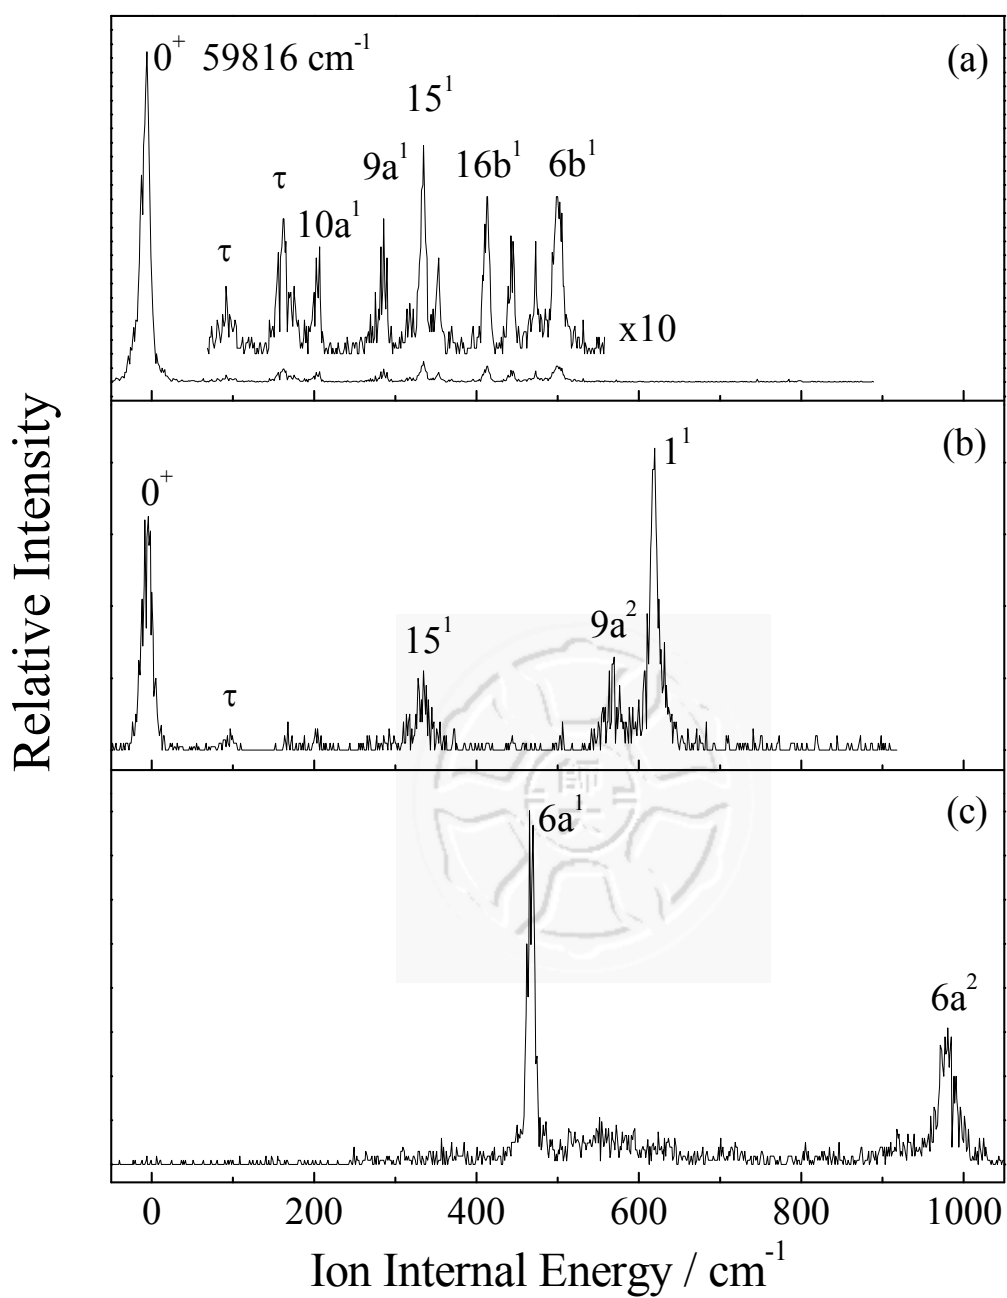 0⁺ 59816 cm⁻¹
(a)
15¹
9a¹
16b¹
6b¹
τ
10a¹
τ
x10
(b)
1¹
0⁺
9a²
15¹
τ
(c)
6a¹
6a²
0 200 400 600 800 1000
Ion Internal Energy / cm⁻¹
Relative Intensity